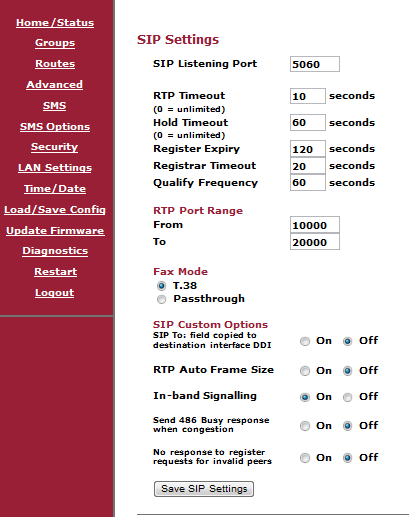 Home/Status
Groups
Routes
Advanced
SMS
SMS Options
Security
LAN Settings
Time/Date
Load/Save Config
Update Firmware
Diagnostics
Restart
Logout
SIP Settings
SIP Listening Port 5060
RTP Timeout 10 seconds
(0 = unlimited)
Hold Timeout 60 seconds
(0 = unlimited)
Register Expiry 120 seconds
Registrar Timeout 20 seconds
Qualify Frequency 60 seconds
RTP Port Range
From 10000
To 20000
Fax Mode
T.38
Passthrough
SIP Custom Options
SIP To: field copied to
destination interface DDI On Off
RTP Auto Frame Size On Off
In-band Signalling On Off
Send 486 Busy response
when congestion On Off
No response to register
requests for invalid peers On Off
Save SIP Settings